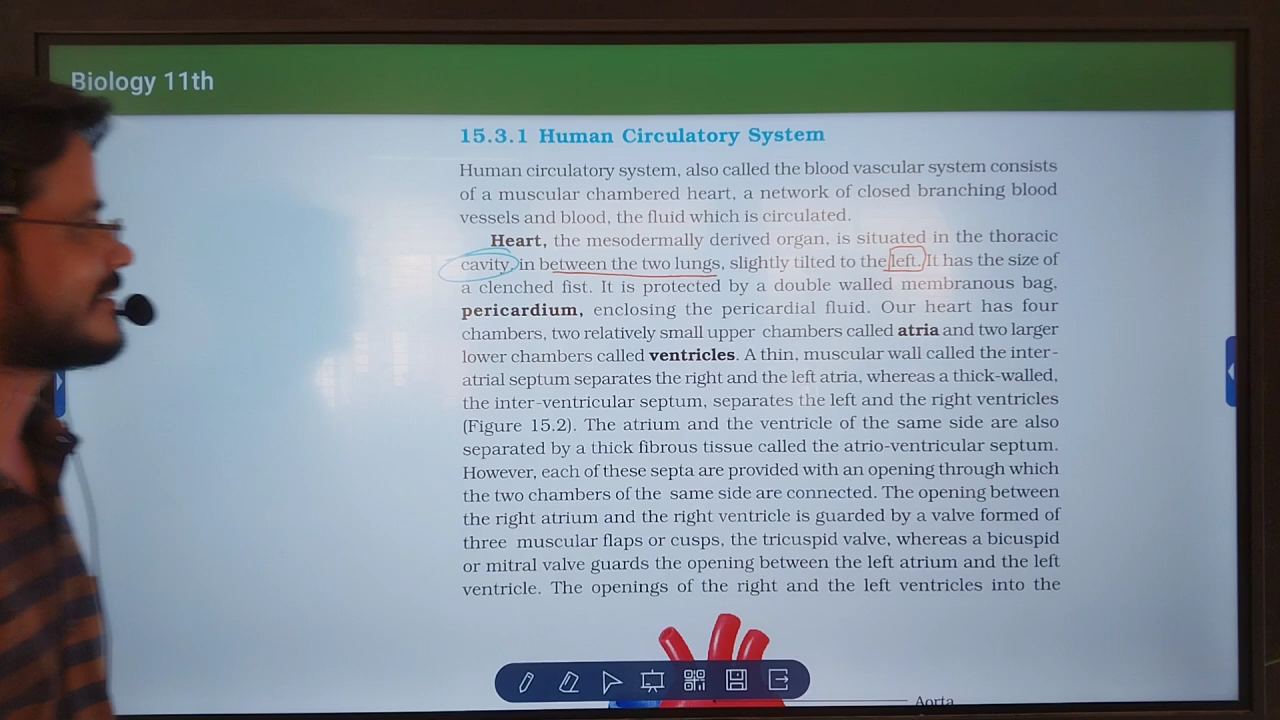 Biology 11th
15.3.1 Human Circulatory System
Human circulatory system, also called the blood vascular system consists
of a muscular chambered heart, a network of closed branching blood
vessels and blood, the fluid which is circulated.
Heart, the mesodermally derived organ, is situated in the thoracic
cavity, in between the two lungs, slightly tilted to the left. It has the size of
a clenched fist. It is protected by a double walled membranous bag,
pericardium, enclosing the pericardial fluid. Our heart has four
chambers, two relatively small upper chambers called atria and two larger
lower chambers called ventricles. A thin, muscular wall called the inter-
atrial septum separates the right and the left atria, whereas a thick-walled,
the inter-ventricular septum, separates the left and the right ventricles
(Figure 15.2). The atrium and the ventricle of the same side are also
separated by a thick fibrous tissue called the atrio-ventricular septum.
However, each of these septa are provided with an opening through which
the two chambers of the same side are connected. The opening between
the right atrium and the right ventricle is guarded by a valve formed of
three muscular flaps or cusps, the tricuspid valve, whereas a bicuspid
or mitral valve guards the opening between the left atrium and the left
ventricle. The openings of the right and the left ventricles into the
Aorta